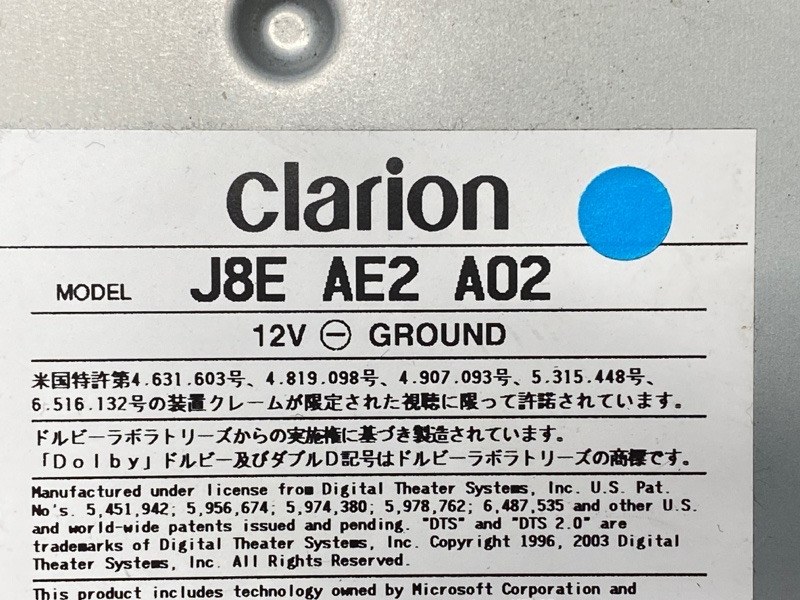 clarion
MODEL J8E AE2 A02
12V ⊖ GROUND
米国特許第4.631.603号、4.819.098号、4.907.093号、5.315.448号、
6.516.132号の装置クレームが限定された視聴に限って許諾されています。
ドルビーラボラトリーズからの実施権に基づき製造されています。
「Dolby」ドルビー及びダブルD記号はドルビーラボラトリーズの商標です。
Manufactured under license from Digital Theater Systems, Inc. U.S. Pat.
No's. 5,451,942; 5,956,674; 5,974,380; 5,978,762; 6,487,535 and other U.S.
and world-wide patents issued and pending. "DTS" and "DTS 2.0" are
trademarks of Digital Theater Systems, Inc. Copyright 1996, 2003 Digital
Theater Systems, Inc. All Rights Reserved.
This product includes technology owned by Microsoft Corporation and